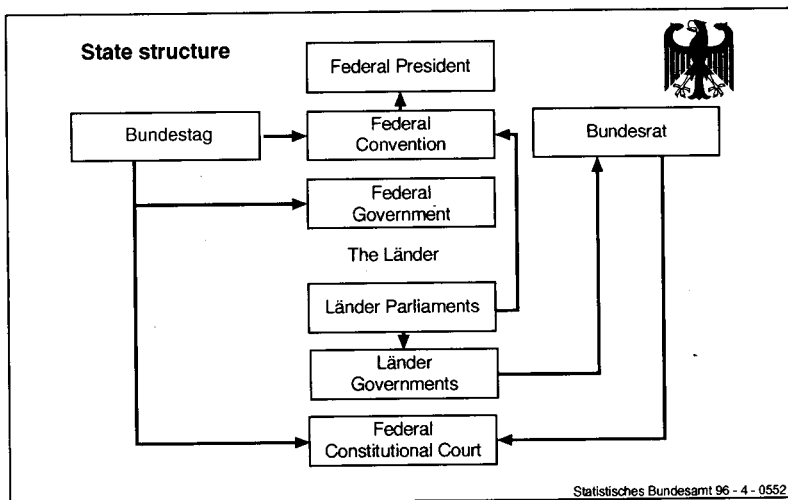 State structure
Federal President
Bundestag
Federal
Convention
Bundesrat
Federal
Government
The Länder
Länder Parliaments
Länder
Governments
Federal
Constitutional Court
Statistisches Bundesamt 96 - 4 - 0552